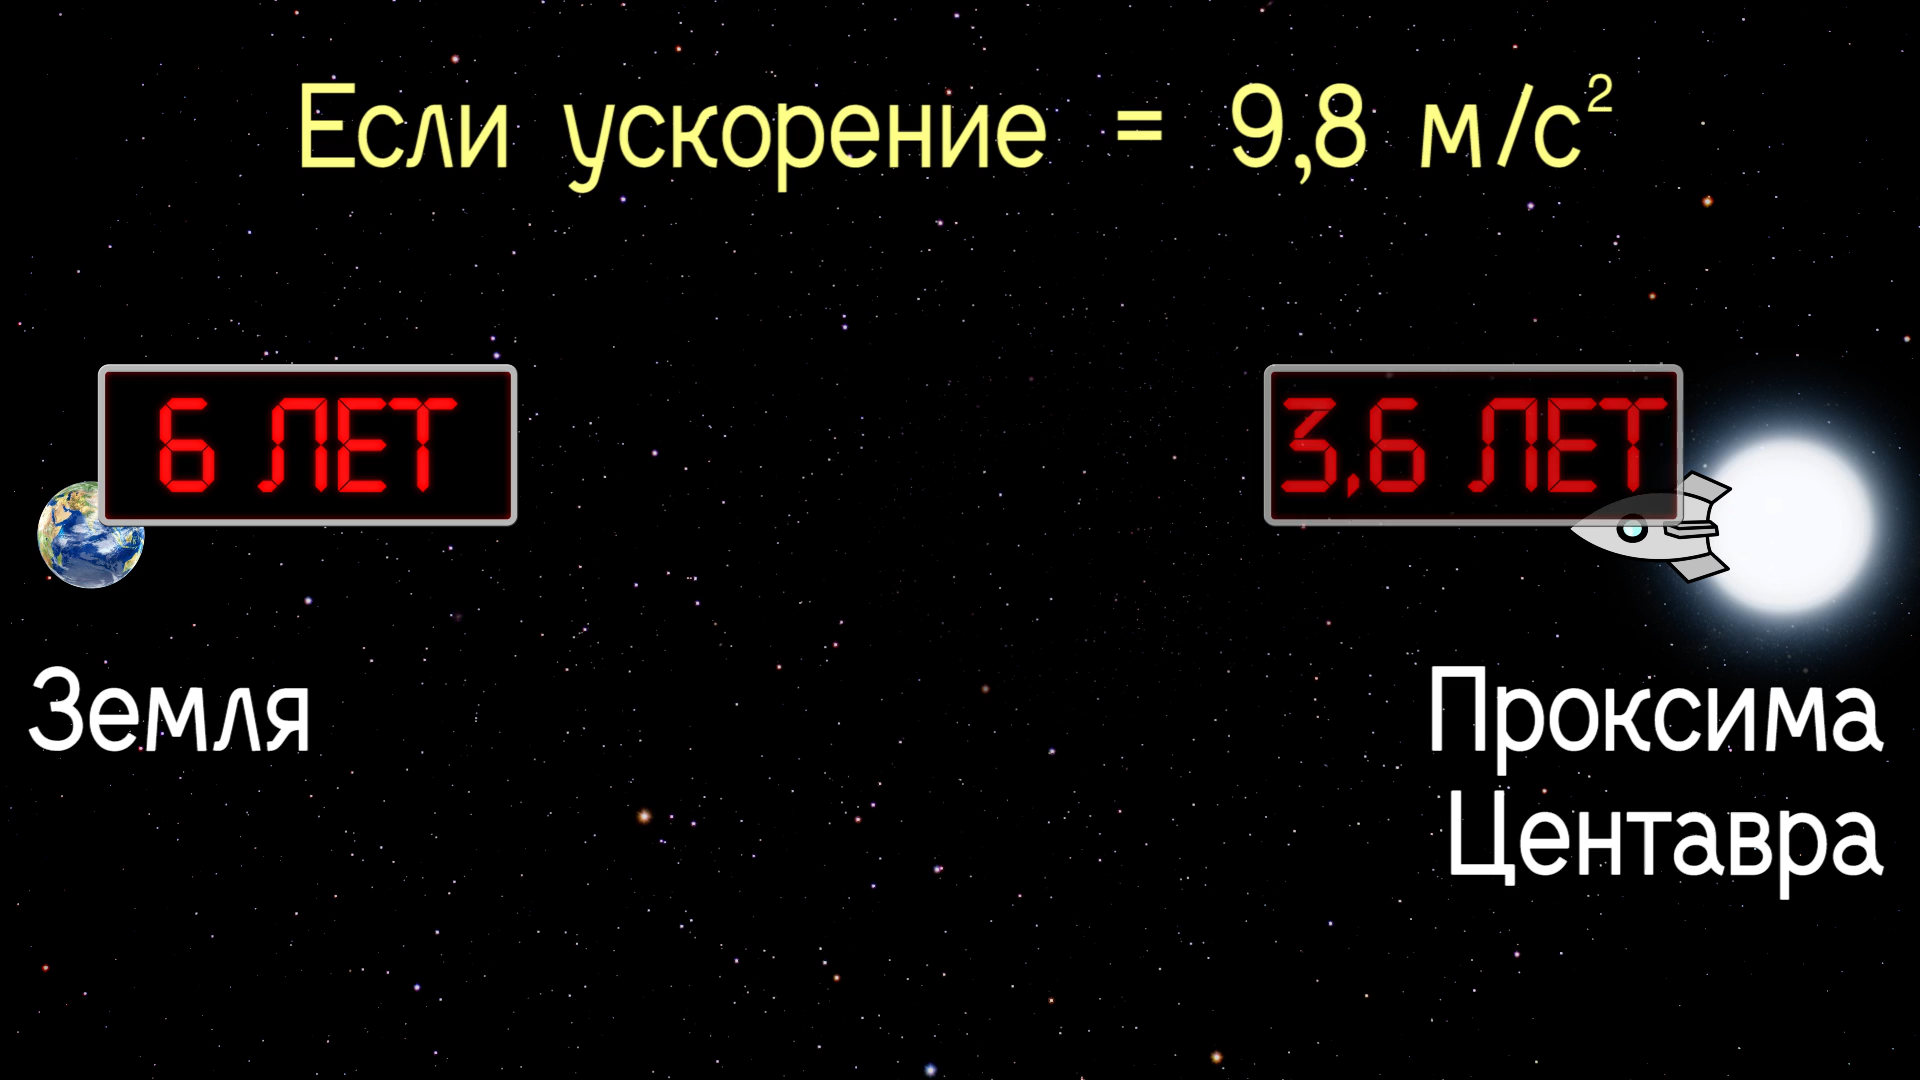 Если ускорение = 9,8 м/с²
6 ЛЕТ
3,6 ЛЕТ
Земля
Проксима
Центавра